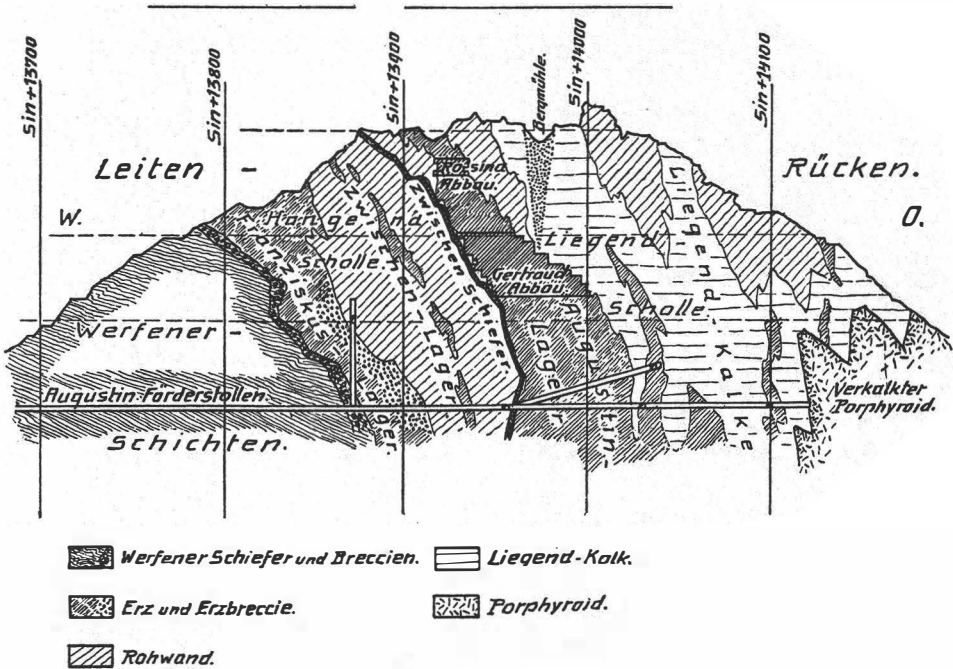 Sin+13700
Sin+13800
Sin+13900
Bergmühle.
Sin+14000
Sin+14100
Leiten -
Rücken.
W.
O.
Rosina
Abbau.
Hangend
Scholle.
Liegend
Scholle
Gertraud
Abbau
Franziskus
Lager.
Zwischen-Lager
Zwischen Schiefer.
Augustin-
Lager
Liegend-Kalke
Werfener -
Augustin Förderstollen.
Schichten.
Verkalkter
Porphyroid.
Werfener Schiefer und Breccien.
Liegend-Kalk.
Erz und Erzbreccie.
Porphyroid.
Rohwand.